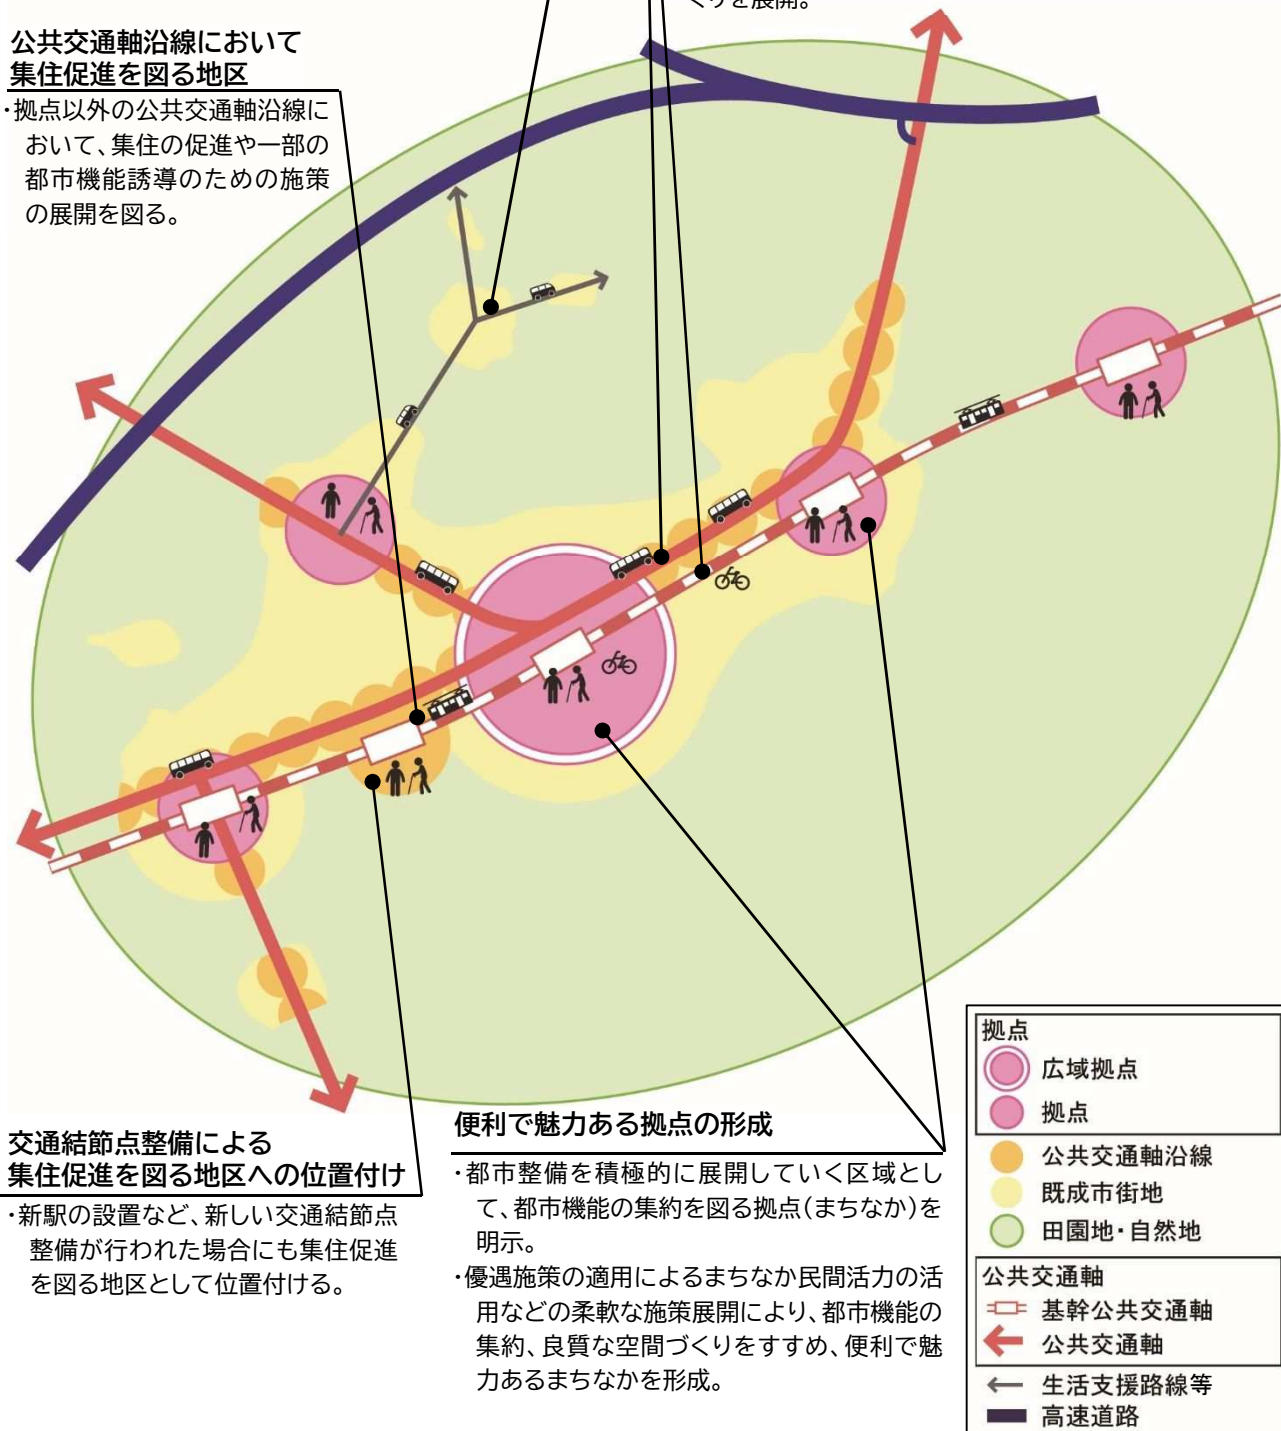 くりを展開。
公共交通軸沿線において
集住促進を図る地区
・拠点以外の公共交通軸沿線に
おいて、集住の促進や一部の
都市機能誘導のための施策
の展開を図る。
交通結節点整備による
集住促進を図る地区への位置付け
・新駅の設置など、新しい交通結節点
整備が行われた場合にも集住促進
を図る地区として位置付ける。
便利で魅力ある拠点の形成
・都市整備を積極的に展開していく区域とし
て、都市機能の集約を図る拠点(まちなか)を
明示。
・優遇施策の適用によるまちなか民間活力の活
用などの柔軟な施策展開により、都市機能の
集約、良質な空間づくりをすすめ、便利で魅
力あるまちなかを形成。
拠点
広域拠点
拠点
公共交通軸沿線
既成市街地
田園地・自然地
公共交通軸
基幹公共交通軸
公共交通軸
生活支援路線等
高速道路